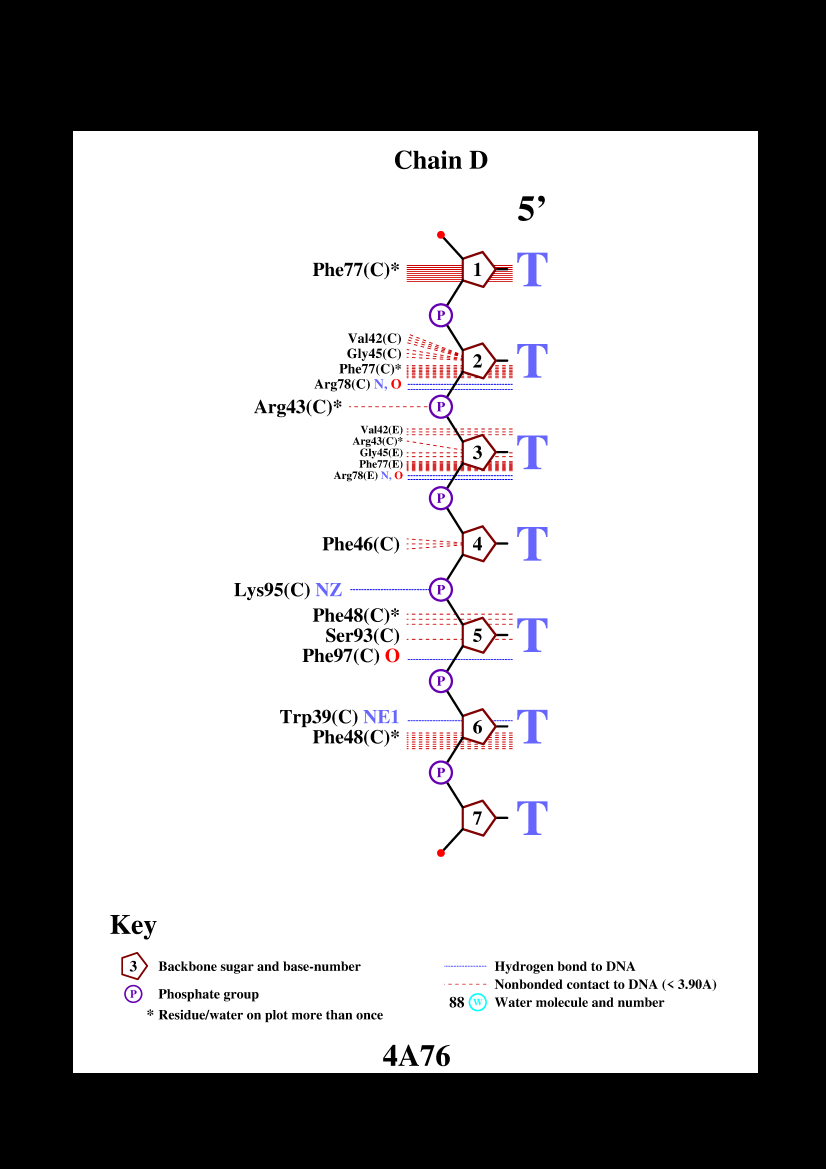 Chain D
5’
Phe77(C)* 1 T
P
Val42(C)
Gly45(C)
Phe77(C)* 2 T
Arg78(C) N, O
Arg43(C)* P
Val42(E)
Arg43(C)*
Gly45(E) 3 T
Phe77(E)
Arg78(E) N, O
P
Phe46(C) 4 T
Lys95(C) NZ P
Phe48(C)*
Ser93(C) 5 T
Phe97(C) O
P
Trp39(C) NE1 6 T
Phe48(C)*
P
7 T
Key
3 Backbone sugar and base-number
P Phosphate group
* Residue/water on plot more than once
Hydrogen bond to DNA
Nonbonded contact to DNA (< 3.90A)
88 W Water molecule and number
4A76